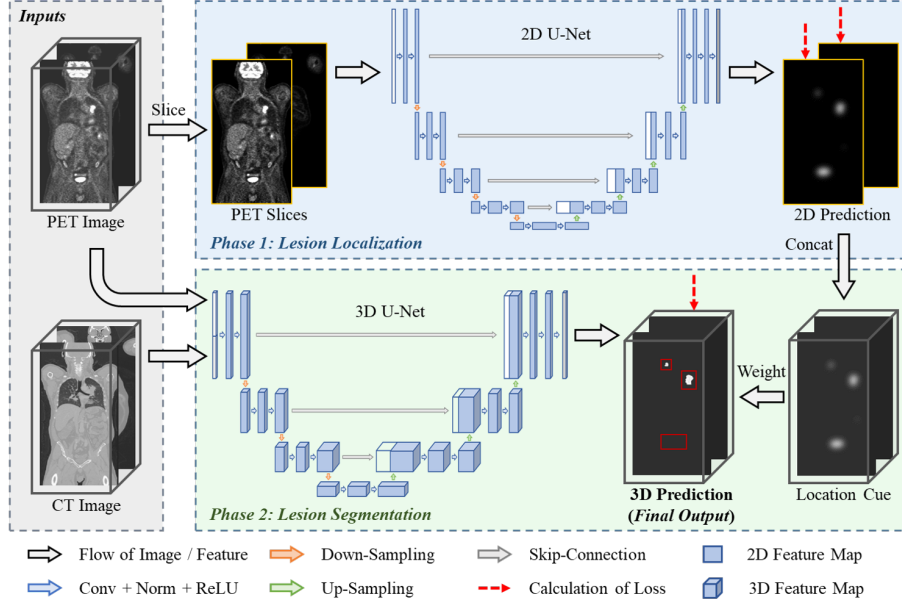 Inputs
PET Image
Slice
CT Image
PET Slices
2D U-Net
2D Prediction
Phase 1: Lesion Localization
Concat
3D U-Net
Weight
Location Cue
3D Prediction
(Final Output)
Phase 2: Lesion Segmentation
Flow of Image / Feature
Down-Sampling
Skip-Connection
2D Feature Map
Conv + Norm + ReLU
Up-Sampling
Calculation of Loss
3D Feature Map